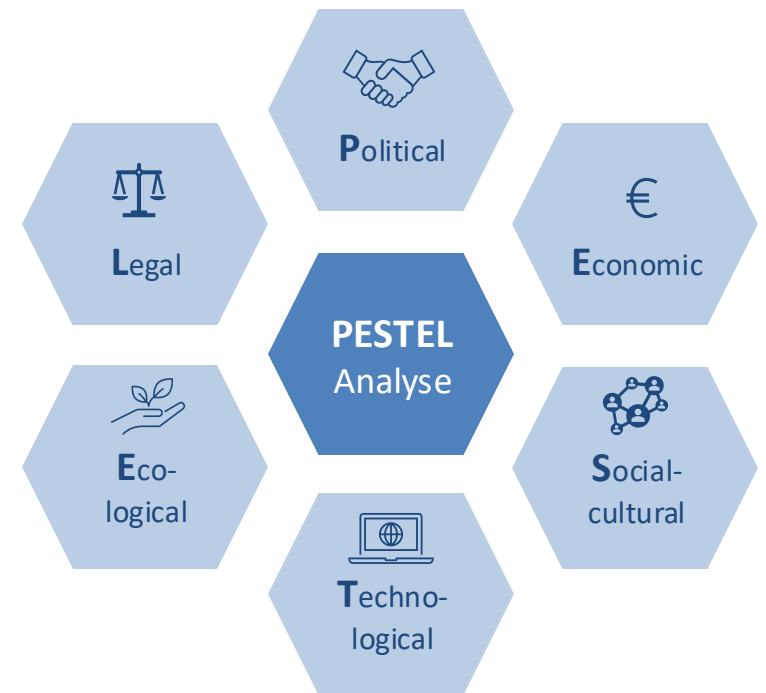 Political
€
Economic
Legal
PESTEL
Analyse
Social-
cultural
Eco-
logical
Techno-
logical